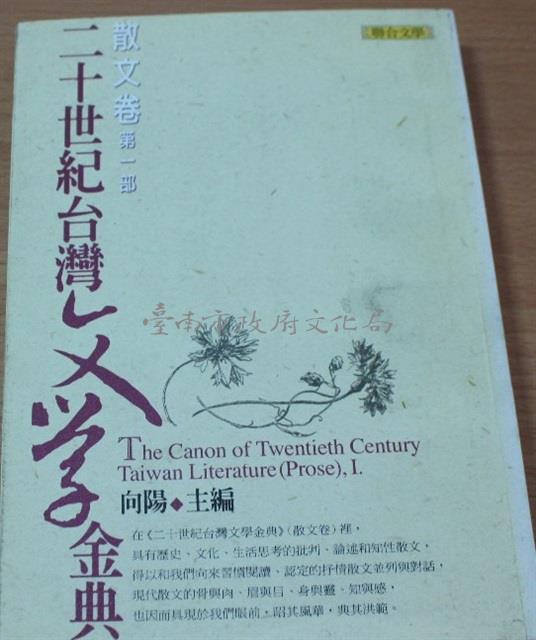 聯合文學
二十世紀台灣文學金典
散文卷 第一部
臺南市政府文化局
The Canon of Twentieth Century
Taiwan Literature (Prose), I.
向陽◆主編
在《二十世紀台灣文學金典》(散文卷)裡，
具有歷史、文化、生活思考的批判、論述和知性散文，
得以和我們向來習慣閱讀、認定的抒情散文並列與對話，
現代散文的骨與肉、眉與目、身與靈、知與感，
也因而具現於我們眼前，昭其風華，典其洪範。